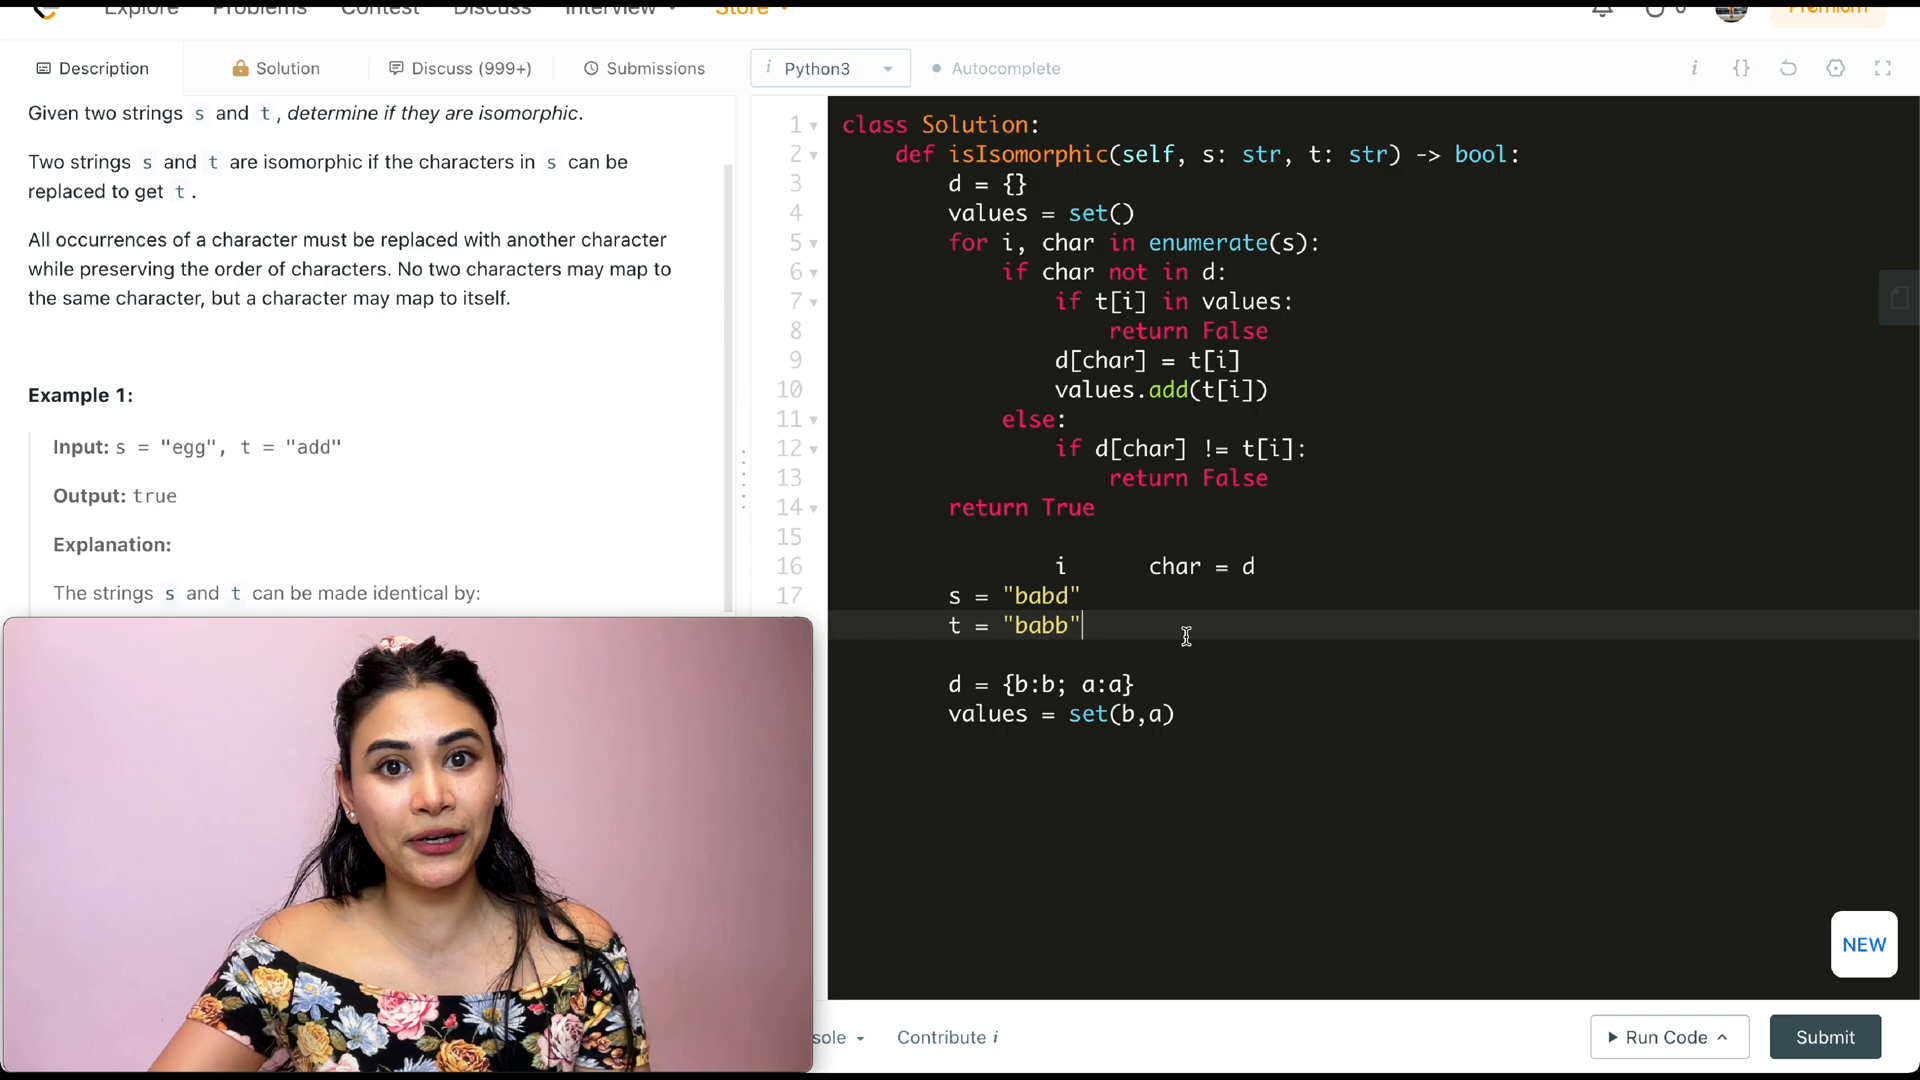 Explore Problems Contest Discuss Interview Store 0 Premium
Description Solution Discuss (999+) Submissions i Python3 Autocomplete i {}
Given two strings s and t , determine if they are isomorphic.
Two strings s and t are isomorphic if the characters in s can be
replaced to get t .
All occurrences of a character must be replaced with another character
while preserving the order of characters. No two characters may map to
the same character, but a character may map to itself.
Example 1:
Input: s = "egg", t = "add"
Output: true
Explanation:
The strings s and t can be made identical by:
1 class Solution:
2 def isIsomorphic(self, s: str, t: str) -> bool:
3 d = {}
4 values = set()
5 for i, char in enumerate(s):
6 if char not in d:
7 if t[i] in values:
8 return False
9 d[char] = t[i]
10 values.add(t[i])
11 else:
12 if d[char] != t[i]:
13 return False
14 return True
15
16 i char = d
17 s = "babd"
t = "babb"
d = {b:b; a:a}
values = set(b,a)
NEW
sole Contribute i Run Code Submit